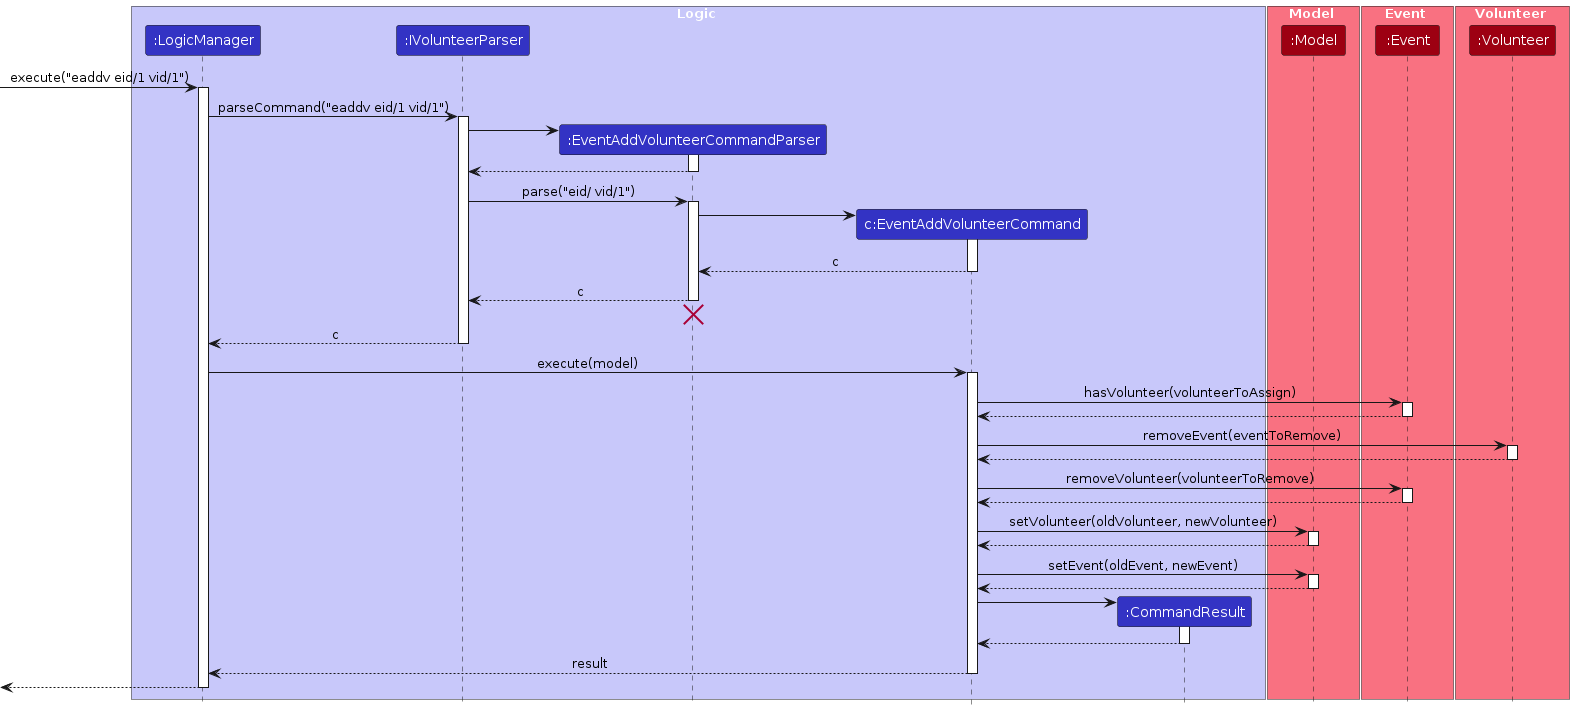 Logic
Model
Event
Volunteer
:LogicManager
:IVolunteerParser
:Model
:Event
:Volunteer
execute("eaddv eid/1 vid/1")
parseCommand("eaddv eid/1 vid/1")
:EventAddVolunteerCommandParser
parse("eid/ vid/1")
c:EventAddVolunteerCommand
c
c
c
execute(model)
hasVolunteer(volunteerToAssign)
removeEvent(eventToRemove)
removeVolunteer(volunteerToRemove)
setVolunteer(oldVolunteer, newVolunteer)
setEvent(oldEvent, newEvent)
:CommandResult
result